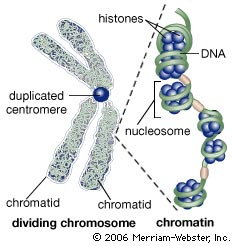 histones
DNA
duplicated
centromere
nucleosome
chromatid
chromatid
dividing chromosome
chromatin
© 2006 Merriam-Webster, Inc.